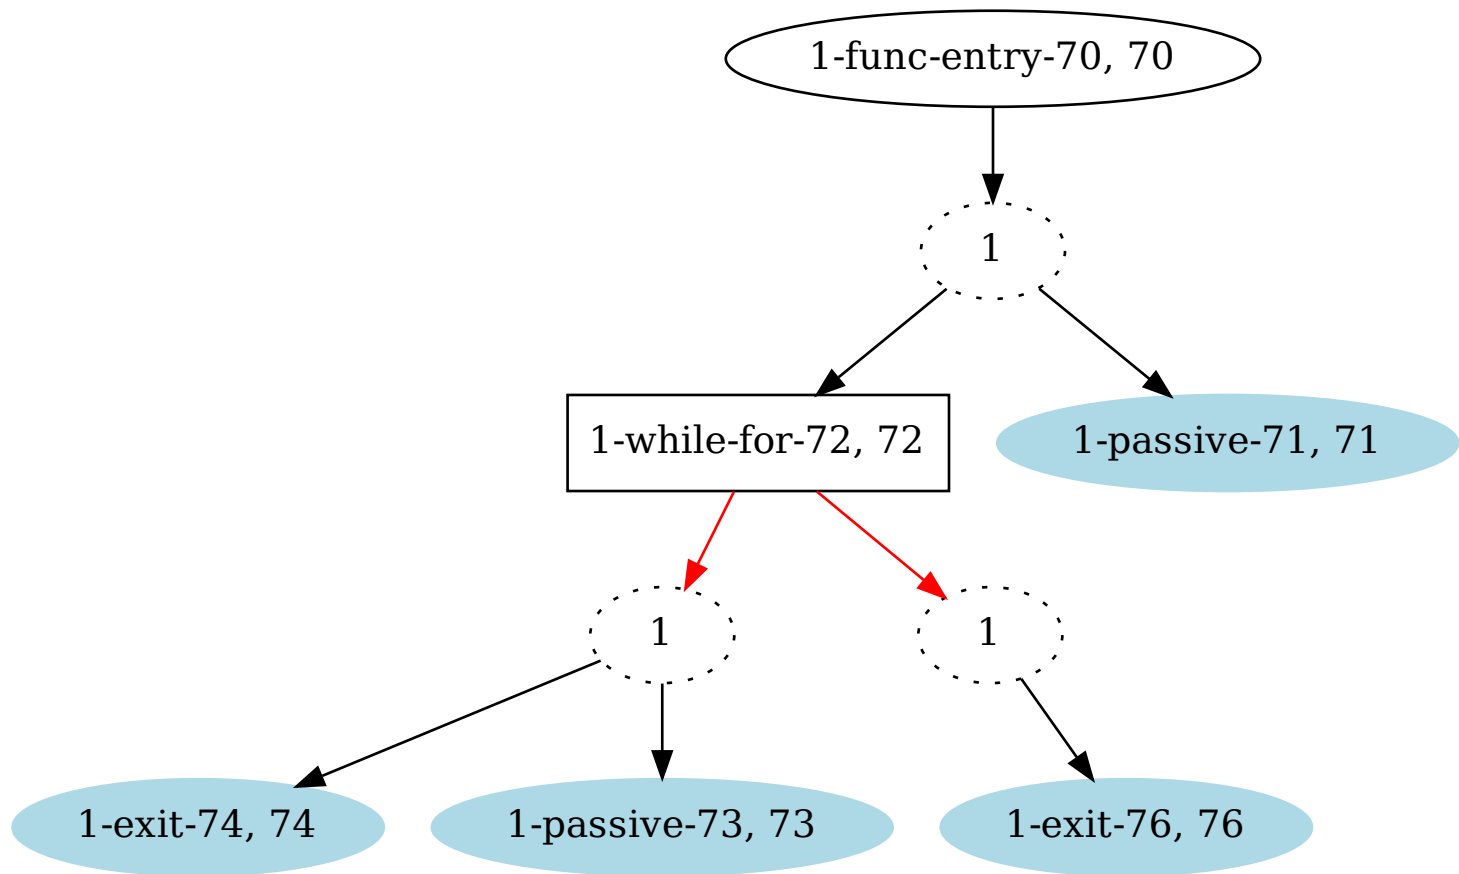 1-func-entry-70, 70
1
1-while-for-72, 72
1-passive-71, 71
1
1
1-exit-74, 74
1-passive-73, 73
1-exit-76, 76